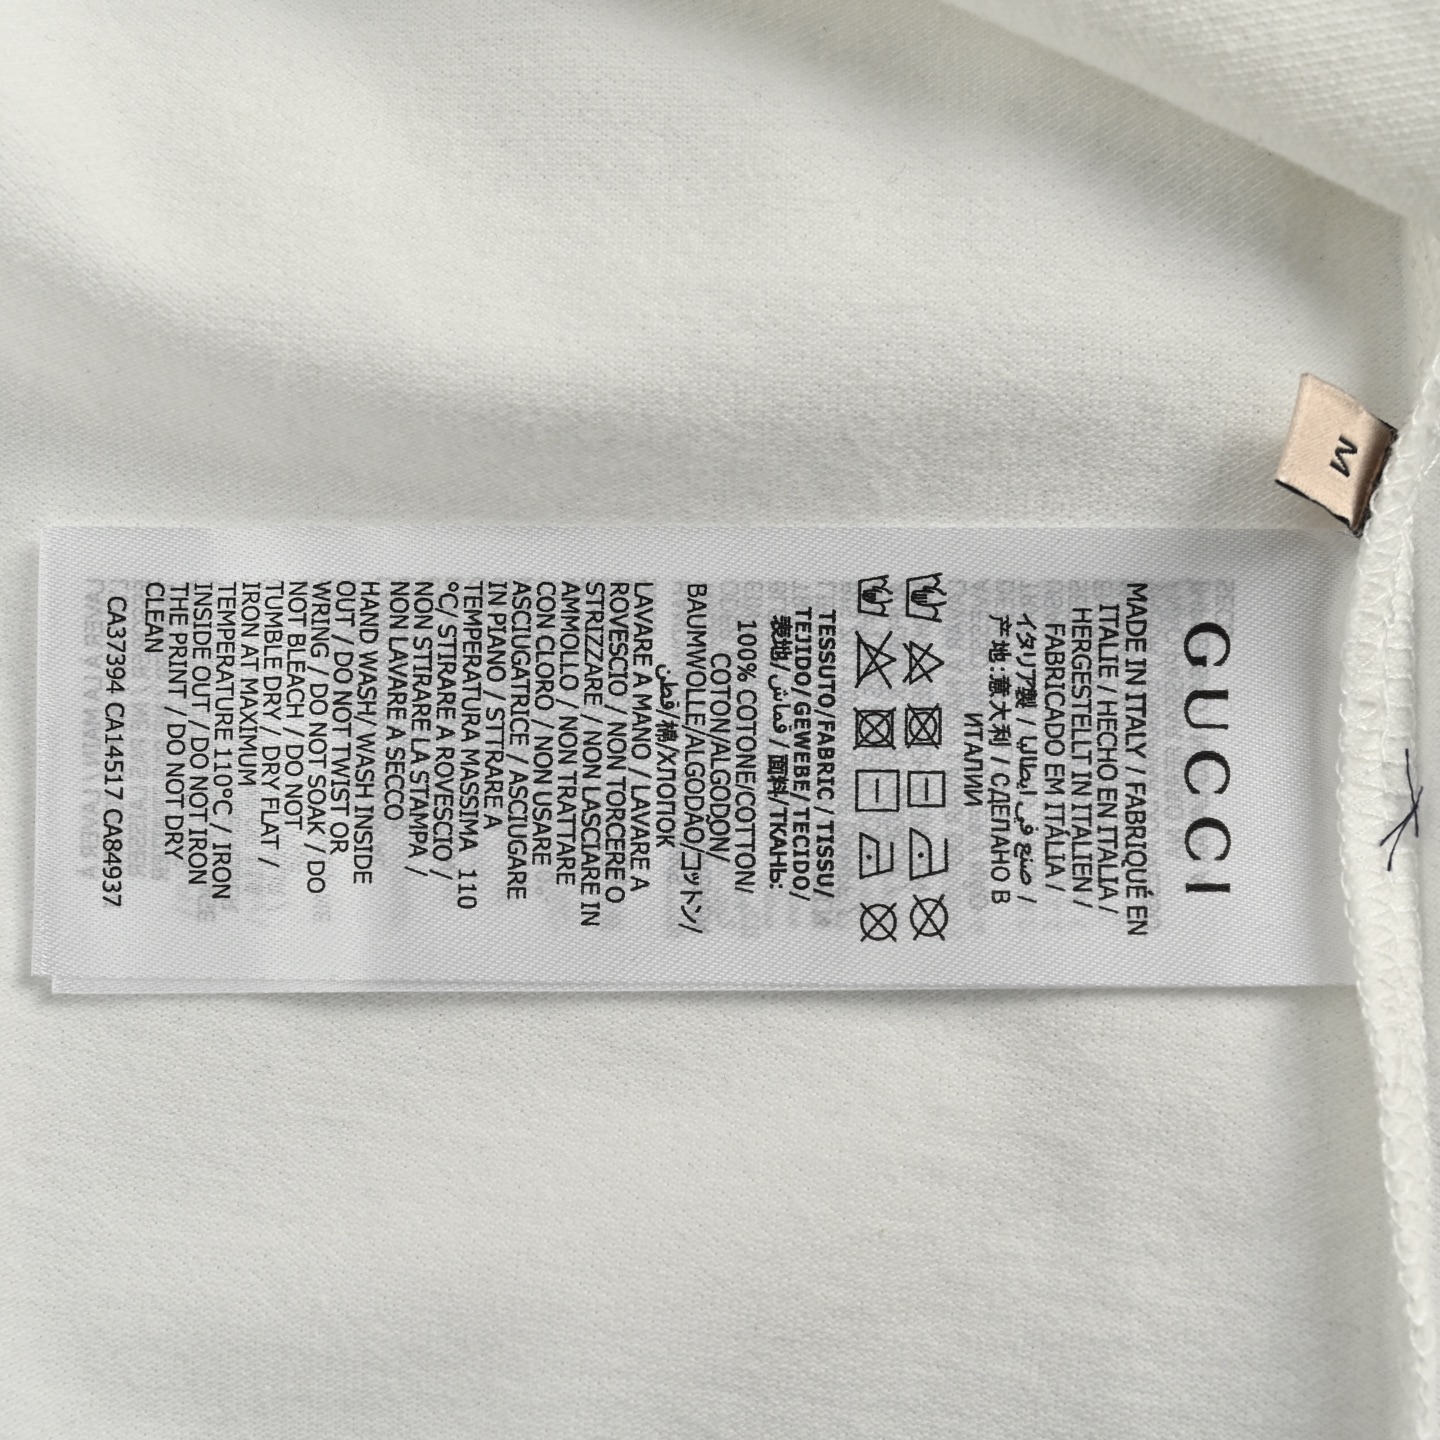 M
GUCCI
MADE IN ITALY / FABRIQUÉ EN
ITALIE / HECHO EN ITALIA /
HERGESTELLT IN ITALIEN /
FABRICADO EM ITÁLIA /
イタリア製 / صنع في ايطاليا /
产地:意大利 / СДЕЛАНО В
ИТАЛИИ
TESSUTO/FABRIC / TISSU/
TEJIDO/GEWEBE/ TECIDO/
表地/ قماش / 面料/ТКАНЬ:
100% COTONE/COTTON/
COTON/ALGODÓN/
BAUMWOLLE/ALGODÃO/コットン/
قطن/棉/ХЛОПОК
LAVARE A MANO / LAVARE A
ROVESCIO / NON TORCERE O
STRIZZARE / NON LASCIARE IN
AMMOLLO / NON TRATTARE
CON CLORO / NON USARE
ASCIUGATRICE / ASCIUGARE
IN PIANO / STIRARE A
TEMPERATURA MASSIMA 110
°C/ STIRARE A ROVESCIO /
NON STIRARE LA STAMPA /
NON LAVARE A SECCO
HAND WASH/ WASH INSIDE
OUT / DO NOT TWIST OR
WRING / DO NOT SOAK / DO
NOT BLEACH / DO NOT
TUMBLE DRY / DRY FLAT /
IRON AT MAXIMUM
TEMPERATURE 110°C / IRON
INSIDE OUT / DO NOT IRON
THE PRINT / DO NOT DRY
CLEAN
CA37394 CA14517 CA84937